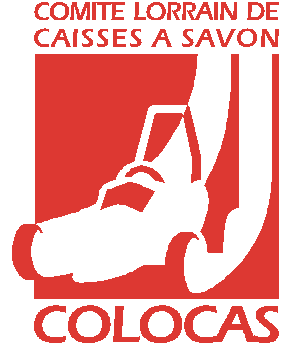 COMITE LORRAIN DE
CAISSES A SAVON
COLOCAS